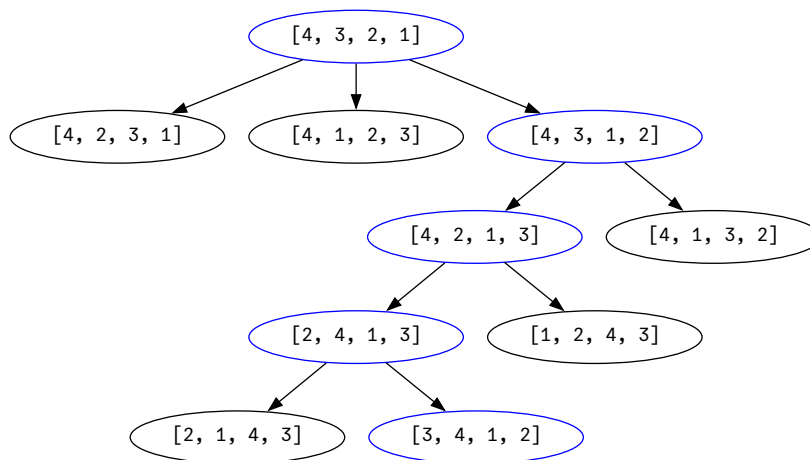 [4, 3, 2, 1]
[4, 2, 3, 1]
[4, 1, 2, 3]
[4, 3, 1, 2]
[4, 2, 1, 3]
[4, 1, 3, 2]
[2, 4, 1, 3]
[1, 2, 4, 3]
[2, 1, 4, 3]
[3, 4, 1, 2]